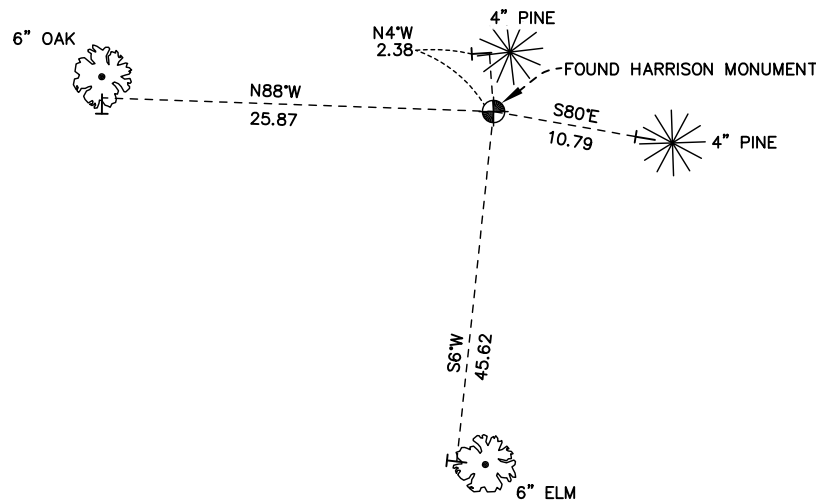 4” PINE
6” OAK
N4°W
2.38
FOUND HARRISON MONUMENT
N88°W
25.87
S80°E
10.79
4” PINE
S6°W
45.62
6” ELM